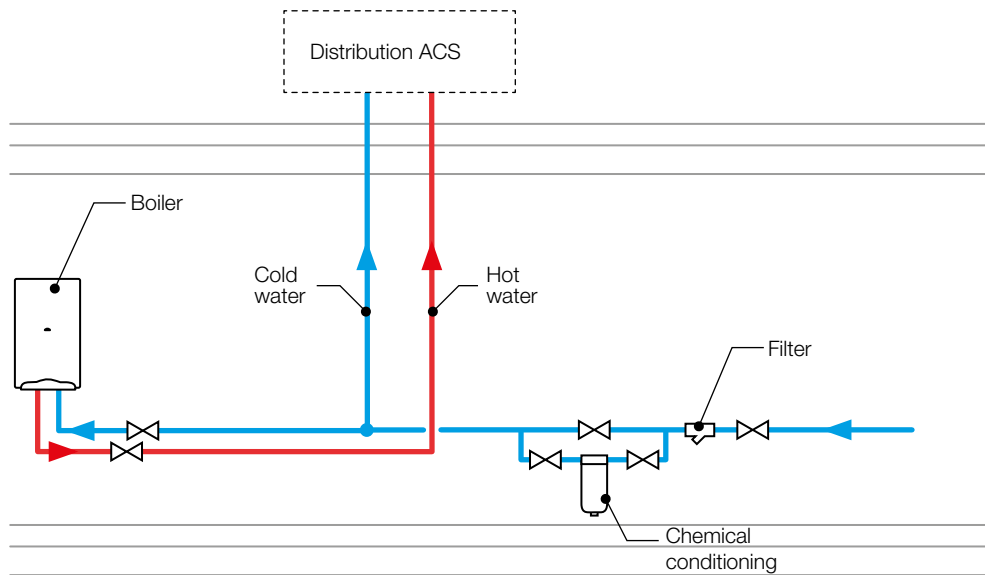 Distribution ACS
Boiler
Cold
water
Hot
water
Filter
Chemical
conditioning